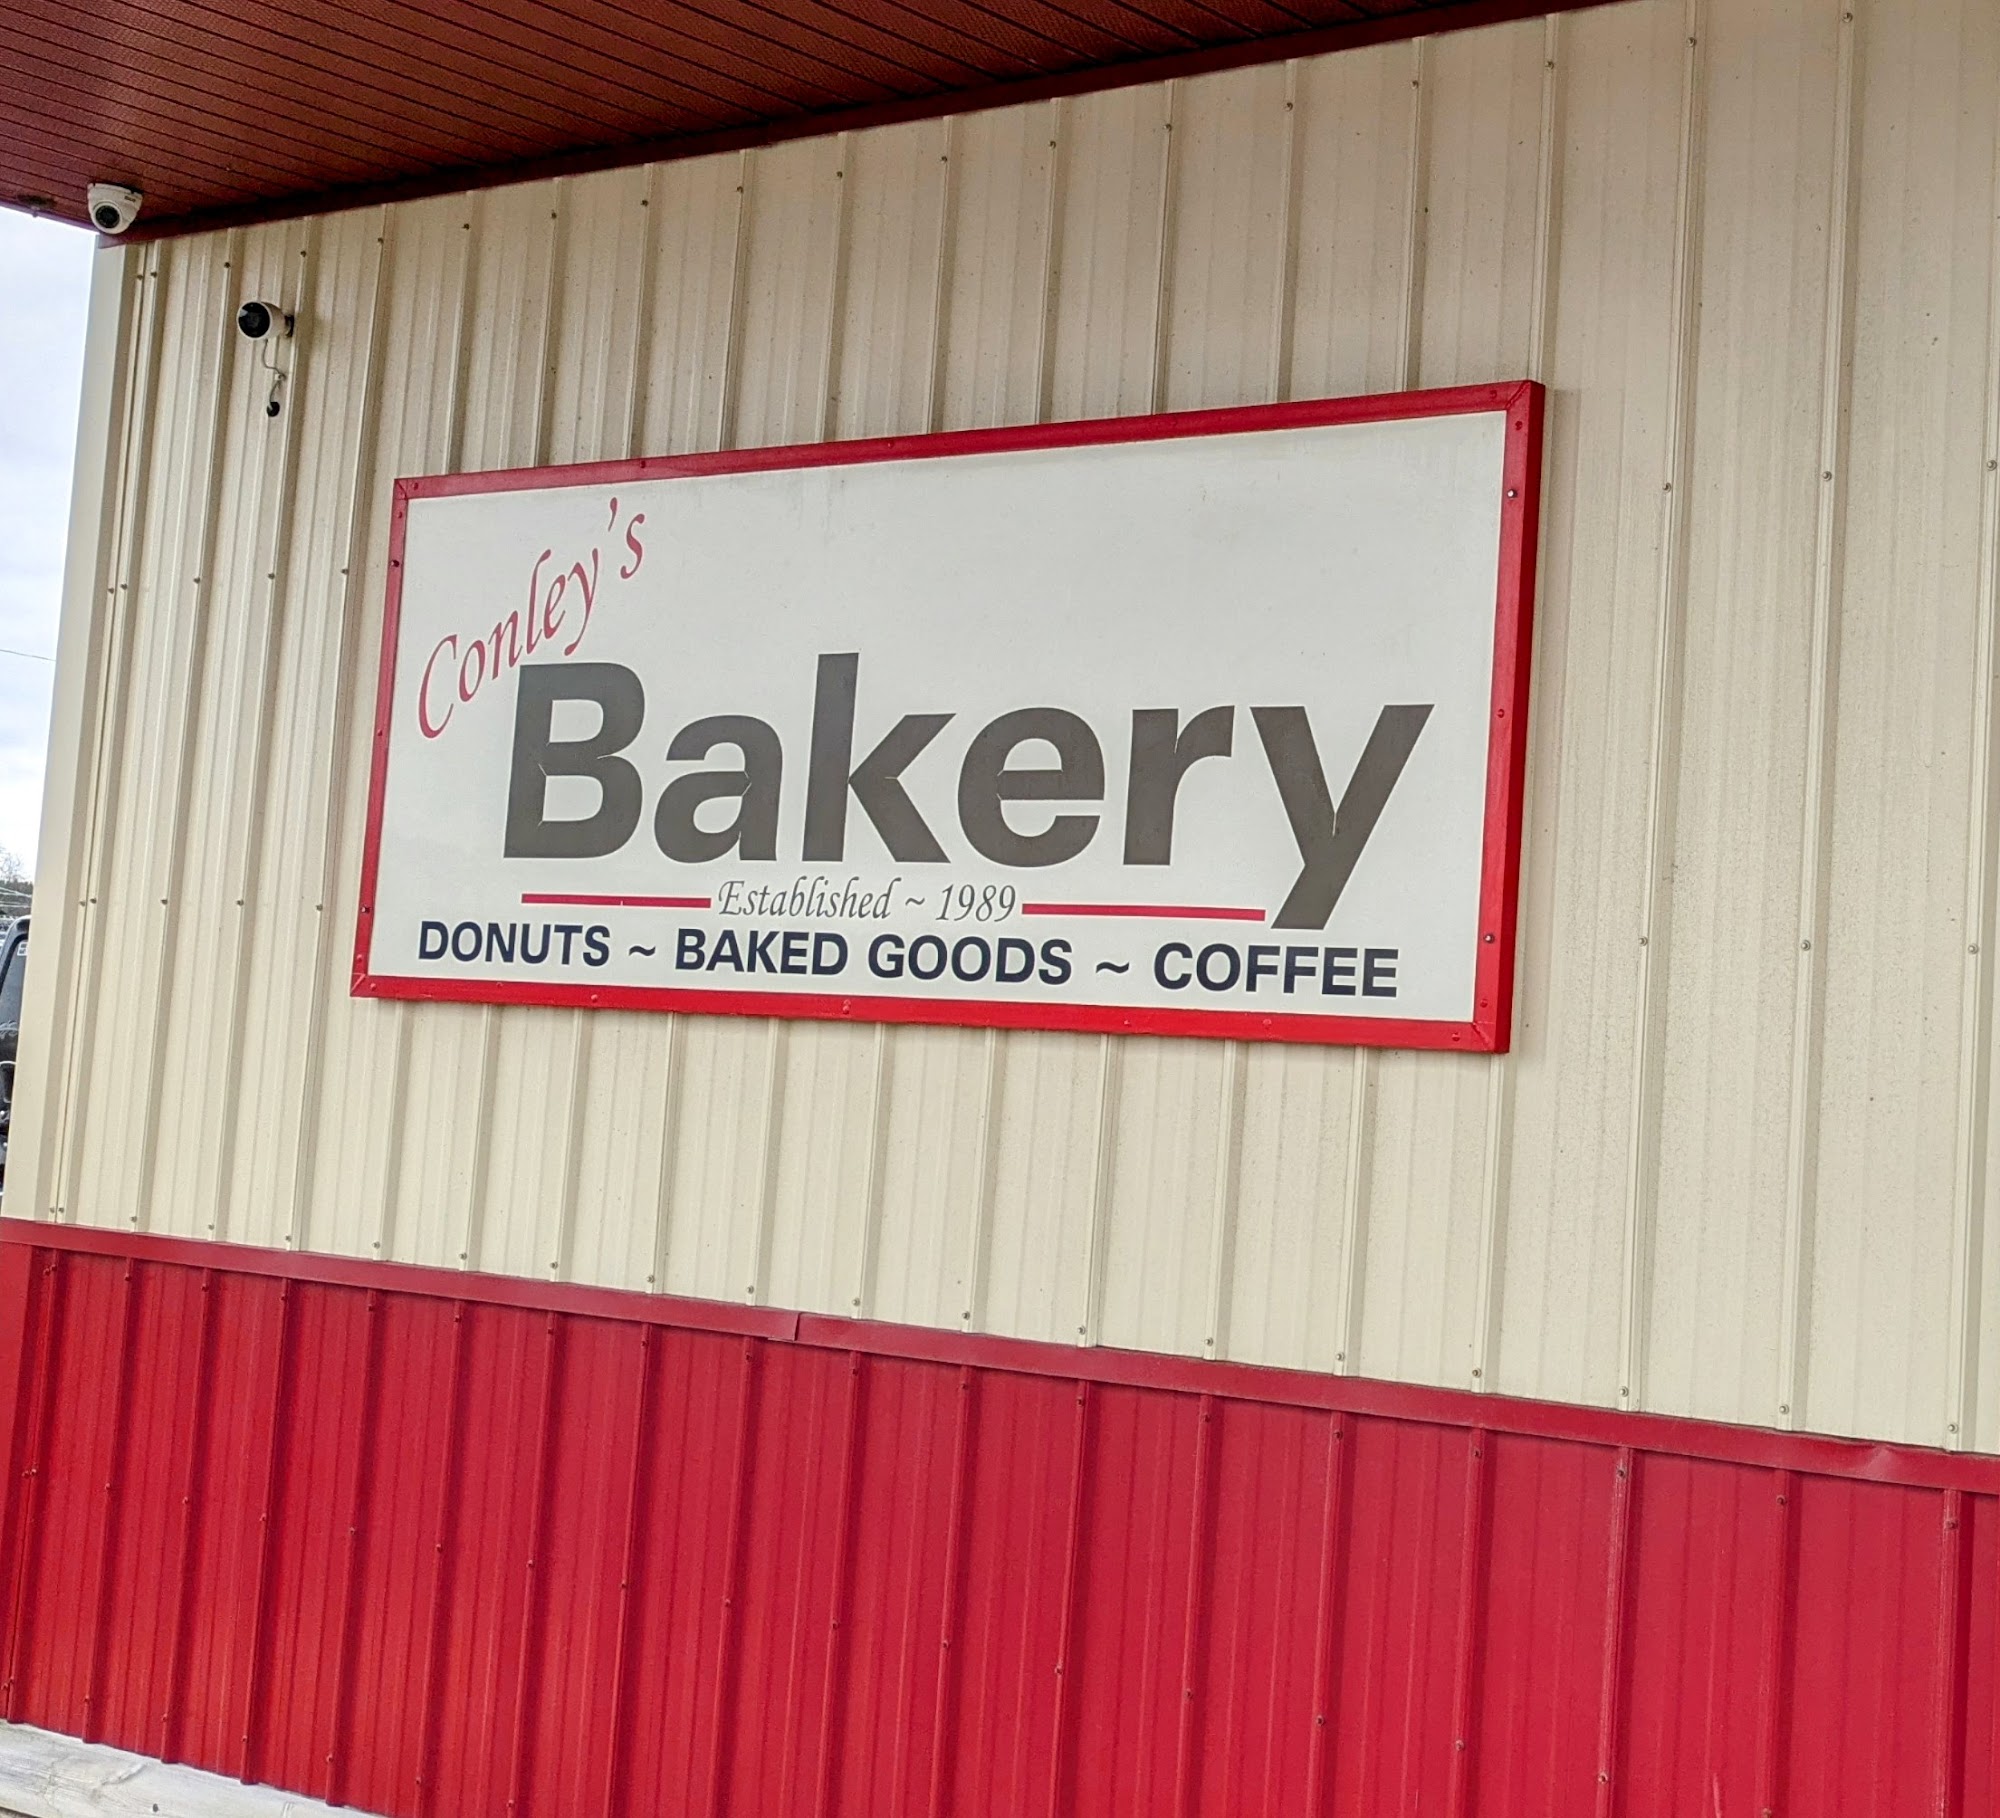 Conley's
Bakery
Established ~ 1989
DONUTS ~ BAKED GOODS ~ COFFEE